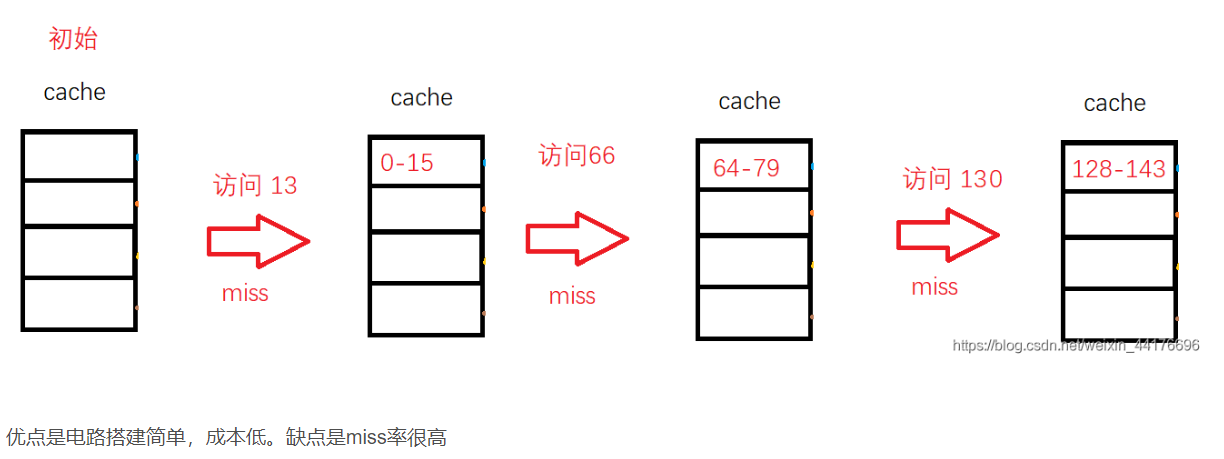 初始
cache
cache
cache
cache
0-15
64-79
128-143
访问 13
访问66
访问 130
miss
miss
miss
https://blog.csdn.net/weixin_44176696
优点是电路搭建简单，成本低。缺点是miss率很高